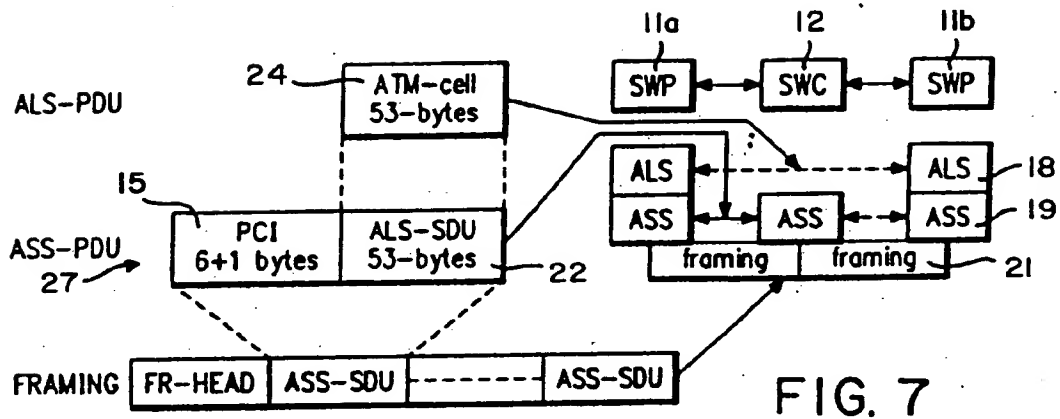 11a 12 11b
24
ALS-PDU ATM-cell 53-bytes
SWP SWC SWP
ALS ALS 18
15
ASS-PDU PCI 6+1 bytes ALS-SDU 53-bytes
ASS ASS ASS 19
27 22
framing framing 21
FRAMING FR-HEAD ASS-SDU ASS-SDU
FIG. 7